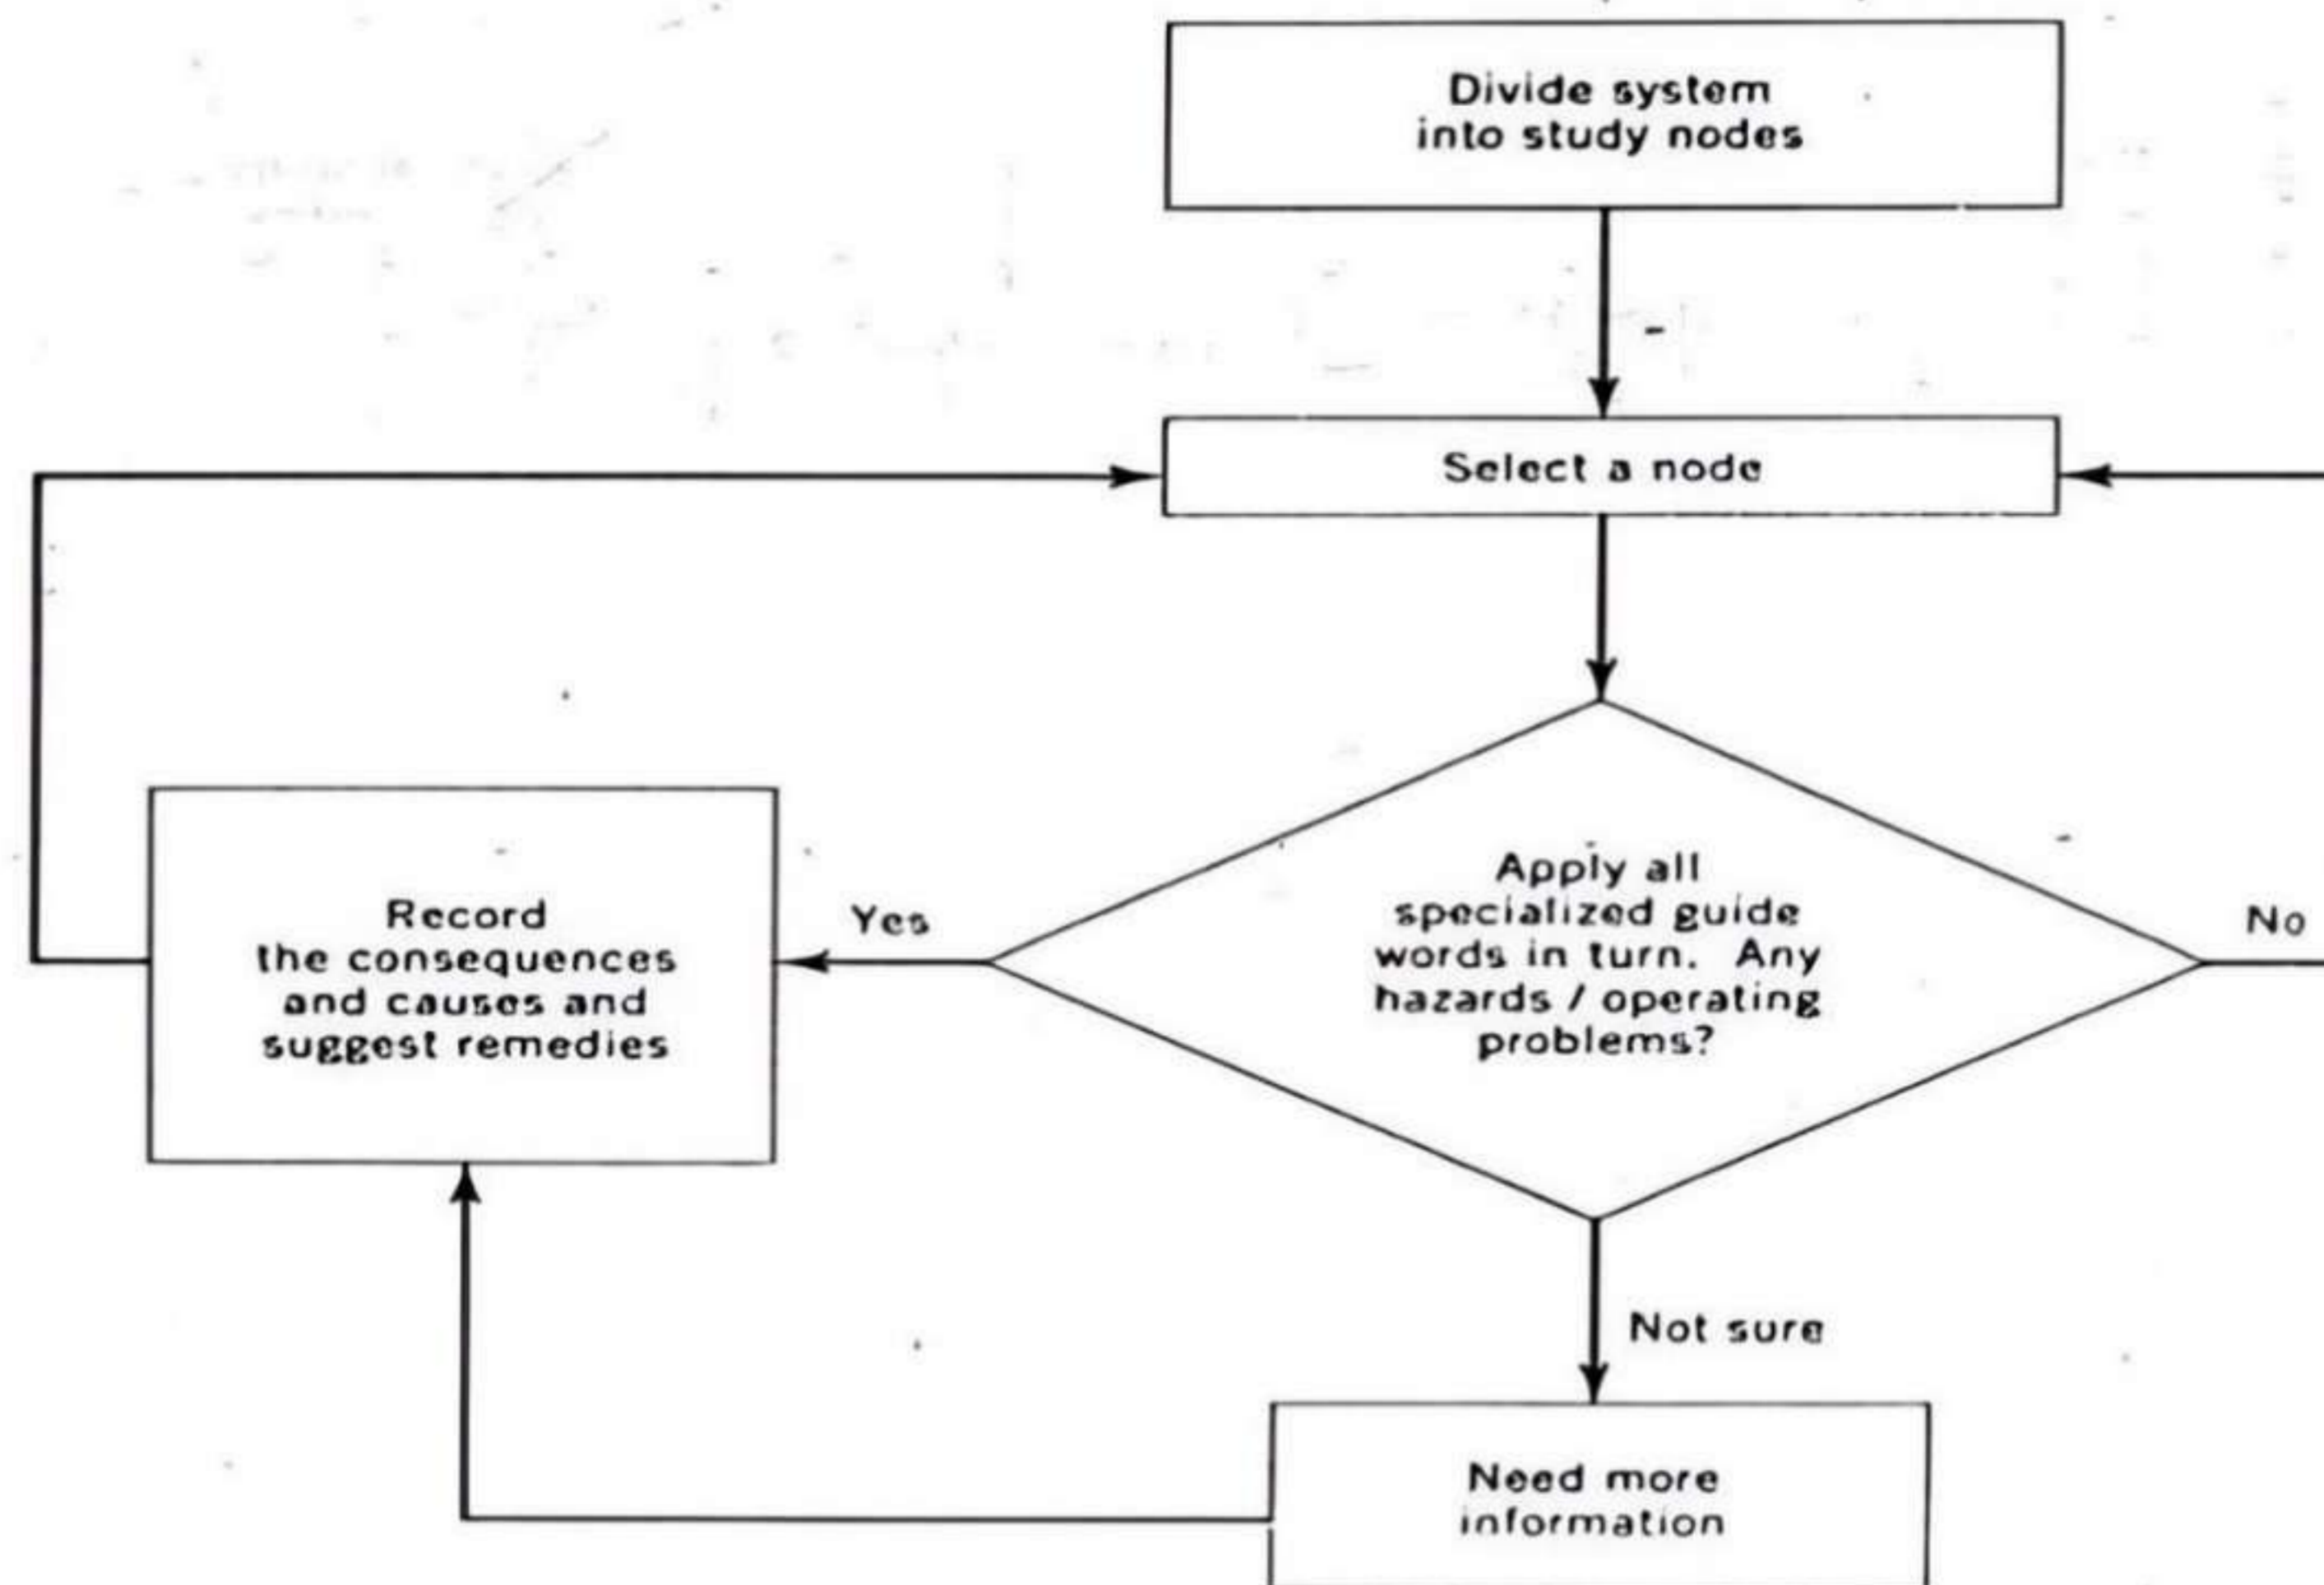 Divide system
into study nodes
Select a node
Apply all
specialized guide
words in turn. Any
hazards / operating
problems?
Yes
No
Record
the consequences
and causes and
suggest remedies
Not sure
Need more
information